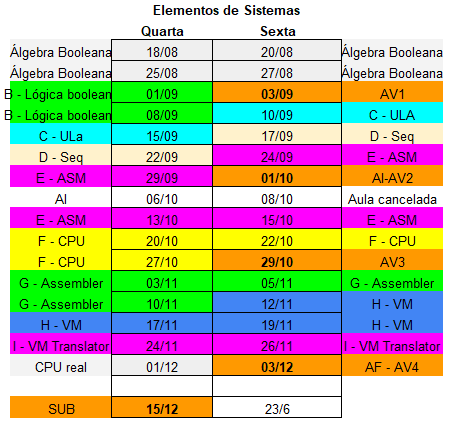 Elementos de Sistemas
Quarta Sexta
Álgebra Booleana 18/08 20/08 Álgebra Booleana
Álgebra Booleana 25/08 27/08 Álgebra Booleana
B - Lógica boolean 01/09 03/09 AV1
B - Lógica boolean 08/09 10/09 C - ULA
C - ULa 15/09 17/09 D - Seq
D - Seq 22/09 24/09 E - ASM
E - ASM 29/09 01/10 AI-AV2
AI 06/10 08/10 Aula cancelada
E - ASM 13/10 15/10 E - ASM
F - CPU 20/10 22/10 F - CPU
F - CPU 27/10 29/10 AV3
G - Assembler 03/11 05/11 G - Assembler
G - Assembler 10/11 12/11 H - VM
H - VM 17/11 19/11 H - VM
I - VM Translator 24/11 26/11 I - VM Translator
CPU real 01/12 03/12 AF - AV4
SUB 15/12 23/6